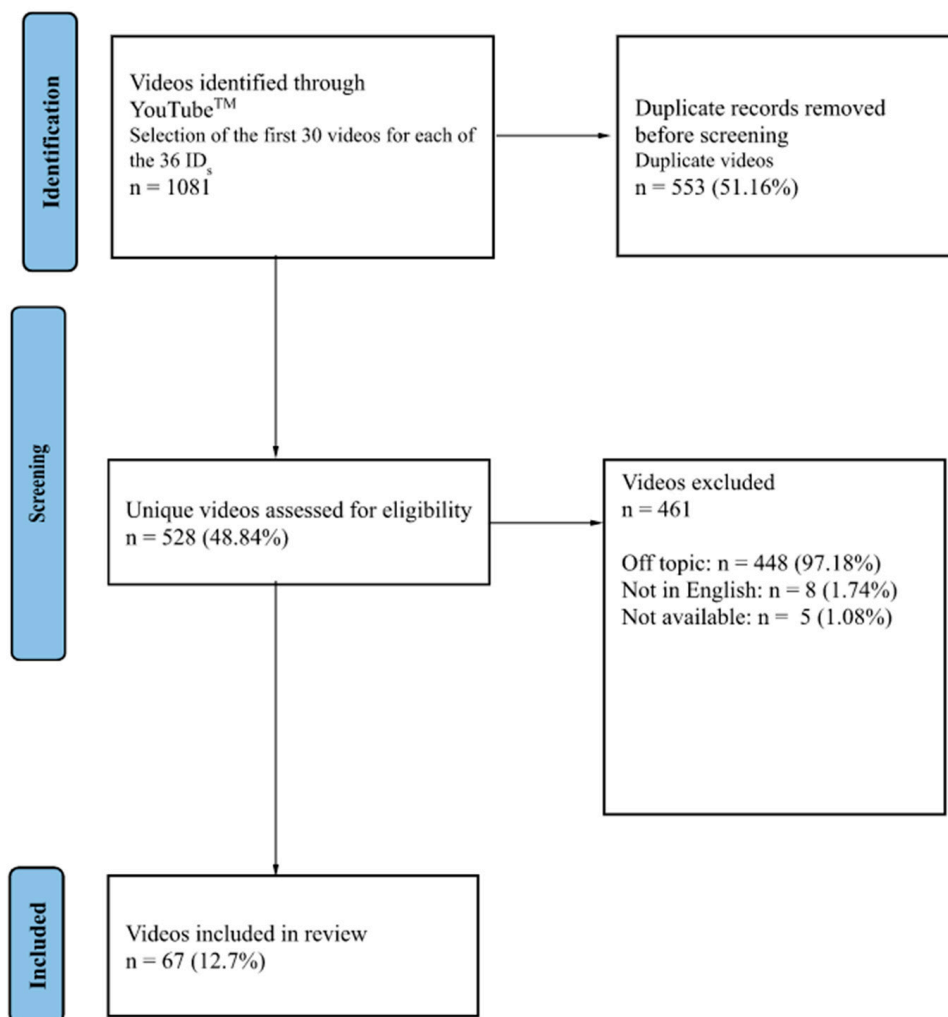 Identification
Videos identified through
YouTube™
Selection of the first 30 videos for each of
the 36 IDs
n = 1081
Duplicate records removed
before screening
Duplicate videos
n = 553 (51.16%)
Screening
Unique videos assessed for eligibility
n = 528 (48.84%)
Videos excluded
n = 461
Off topic: n = 448 (97.18%)
Not in English: n = 8 (1.74%)
Not available: n = 5 (1.08%)
Included
Videos included in review
n = 67 (12.7%)